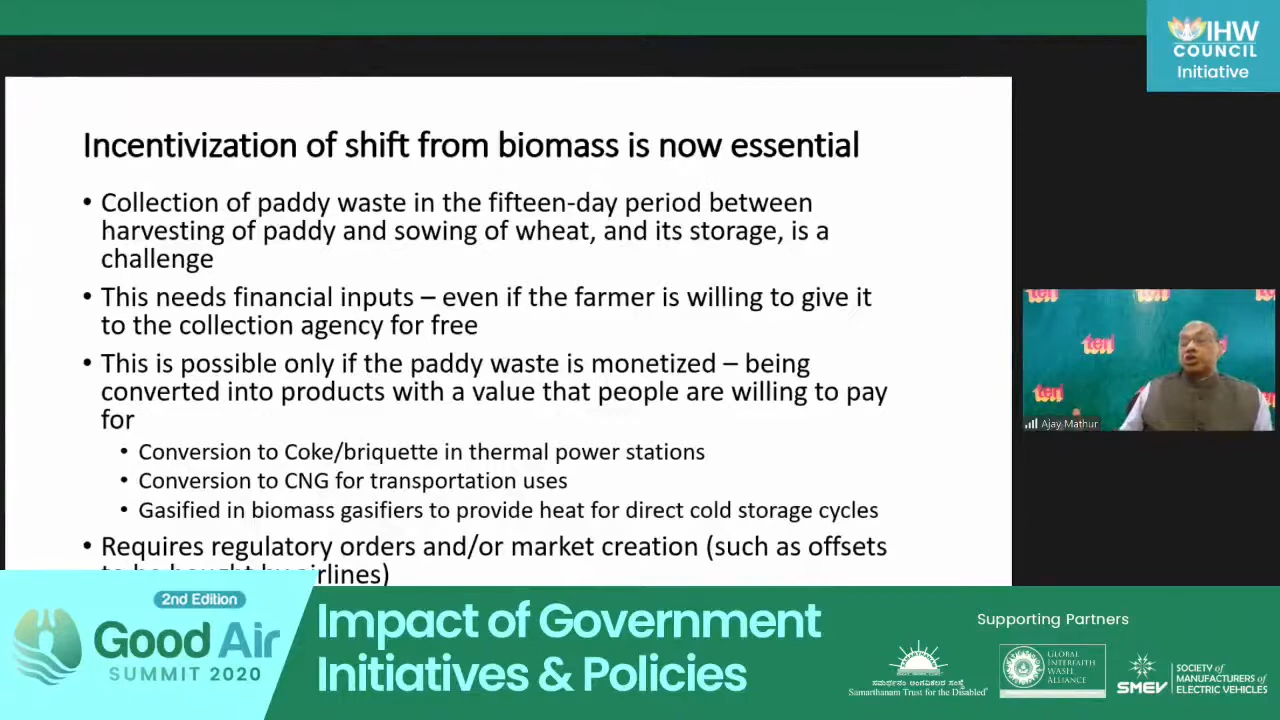 IHW
COUNCIL
Initiative
Incentivization of shift from biomass is now essential
• Collection of paddy waste in the fifteen-day period between
harvesting of paddy and sowing of wheat, and its storage, is a
challenge
• This needs financial inputs – even if the farmer is willing to give it
to the collection agency for free
• This is possible only if the paddy waste is monetized – being
converted into products with a value that people are willing to pay
for
• Conversion to Coke/briquette in thermal power stations
• Conversion to CNG for transportation uses
• Gasified in biomass gasifiers to provide heat for direct cold storage cycles
• Requires regulatory orders and/or market creation (such as offsets
to be bought by airlines)
teri
teri
teri
Ajay Mathur
2nd Edition
Good Air
SUMMIT 2020
Impact of Government
Initiatives & Policies
Supporting Partners
ಸಮರ್ಥನಂ ಅಂಗವಿಕಲರ ಸಂಸ್ಥೆ
Samarthanam Trust for the Disabled
GLOBAL
INTERFAITH
WASH
ALLIANCE
SMEV
SOCIETY of
MANUFACTURERS of
ELECTRIC VEHICLES